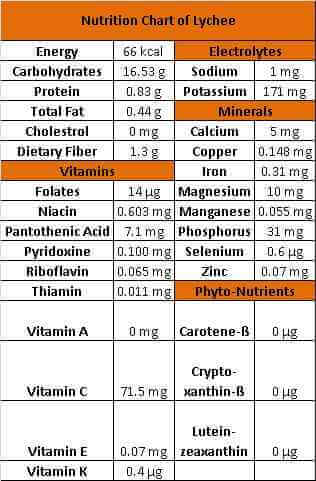 Nutrition Chart of Lychee
Energy 66 kcal Electrolytes
Carbohydrates 16.53 g Sodium 1 mg
Protein 0.83 g Potassium 171 mg
Total Fat 0.44 g Minerals
Cholestrol 0 mg Calcium 5 mg
Dietary Fiber 1.3 g Copper 0.148 mg
Vitamins Iron 0.31 mg
Folates 14 µg Magnesium 10 mg
Niacin 0.603 mg Manganese 0.055 mg
Pantothenic Acid 7.1 mg Phosphorus 31 mg
Pyridoxine 0.100 mg Selenium 0.6 µg
Riboflavin 0.065 mg Zinc 0.07 mg
Thiamin 0.011 mg Phyto-Nutrients
Vitamin A 0 mg Carotene-ß 0 µg
Crypto-
Vitamin C 71.5 mg xanthin-ß 0 µg
Lutein-
Vitamin E 0.07 mg zeaxanthin 0 µg
Vitamin K 0.4 µg